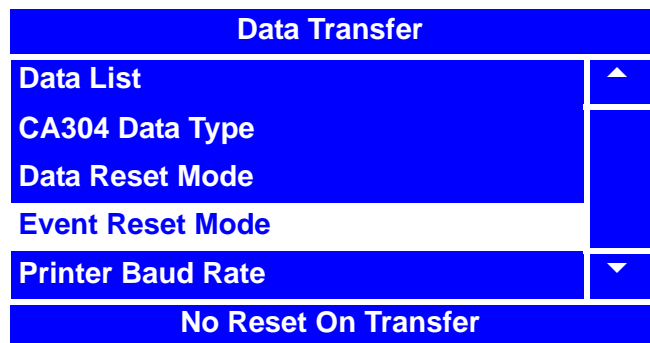 Data Transfer
Data List
CA304 Data Type
Data Reset Mode
Event Reset Mode
Printer Baud Rate
No Reset On Transfer